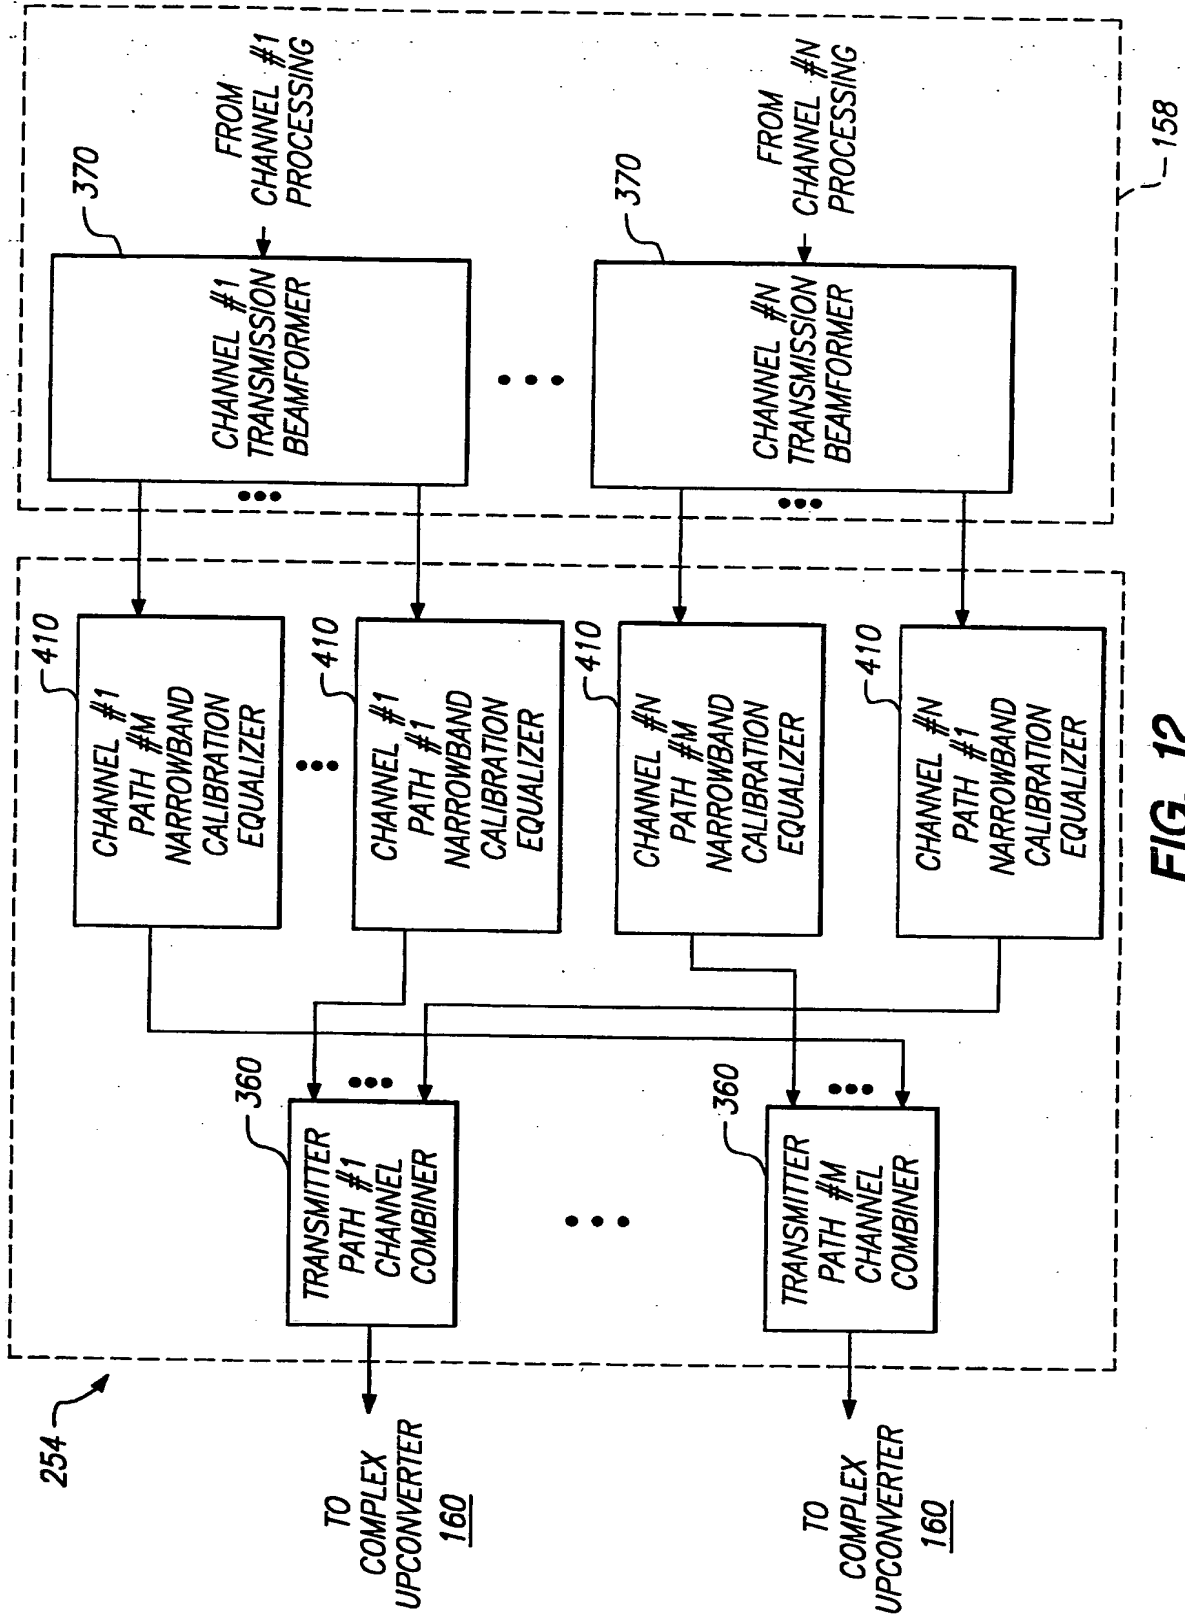 254
TO
COMPLEX
UPCONVERTER
160
TO
COMPLEX
UPCONVERTER
160
360
TRANSMITTER
PATH #1
CHANNEL
COMBINER
360
TRANSMITTER
PATH #M
CHANNEL
COMBINER
410
CHANNEL #1
PATH #M
NARROWBAND
CALIBRATION
EQUALIZER
410
CHANNEL #1
PATH #1
NARROWBAND
CALIBRATION
EQUALIZER
410
CHANNEL #N
PATH #M
NARROWBAND
CALIBRATION
EQUALIZER
410
CHANNEL #N
PATH #1
NARROWBAND
CALIBRATION
EQUALIZER
370
CHANNEL #1
TRANSMISSION
BEAMFORMER
370
CHANNEL #N
TRANSMISSION
BEAMFORMER
FROM
CHANNEL #1
PROCESSING
FROM
CHANNEL #N
PROCESSING
158
FIG. 12